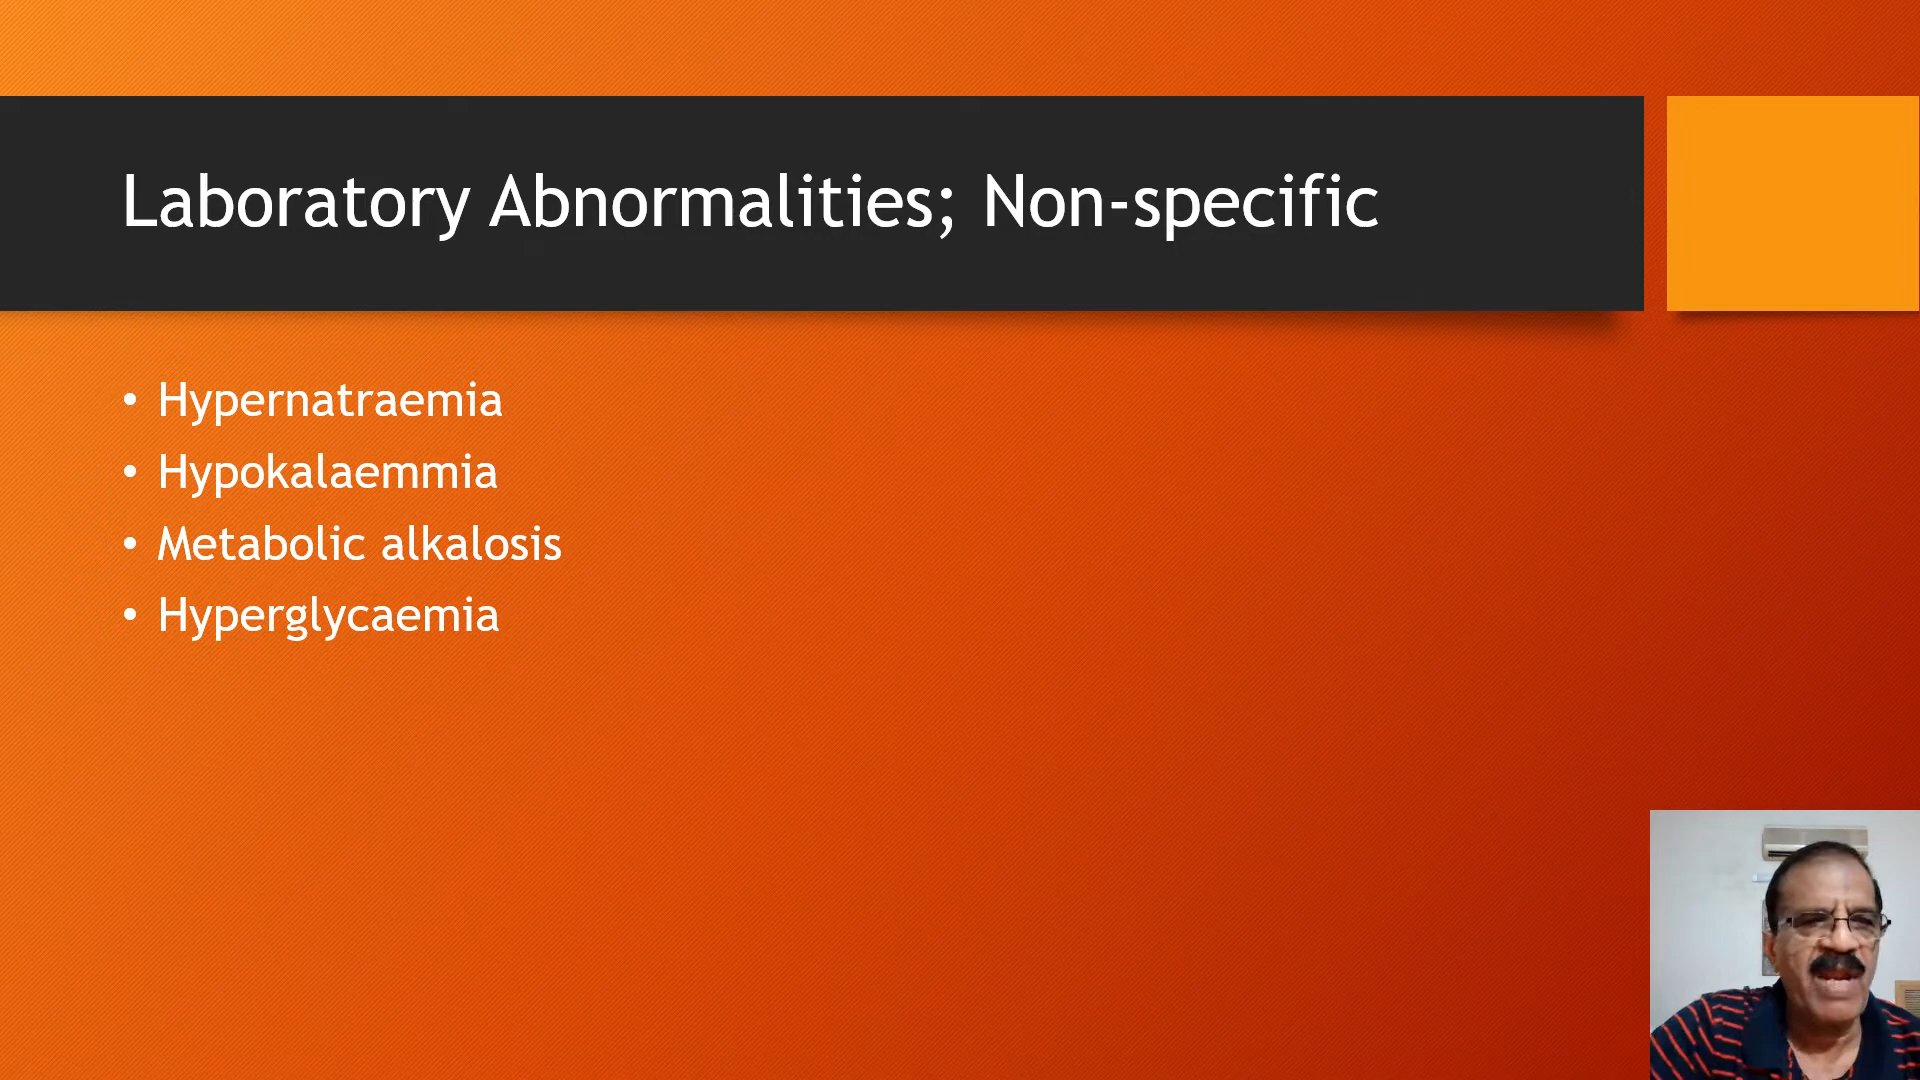 Laboratory Abnormalities; Non-specific
• Hypernatraemia
• Hypokalaemmia
• Metabolic alkalosis
• Hyperglycaemia